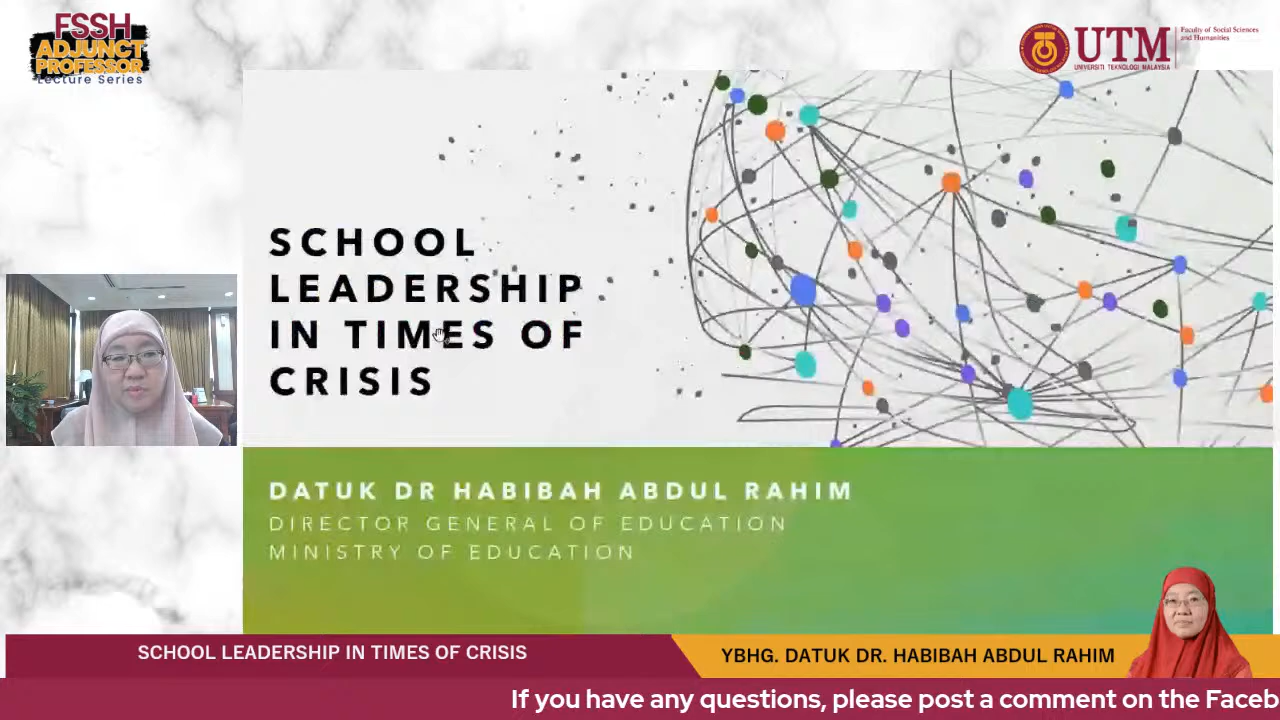 FSSH
ADJUNCT
PROFESSOR
Lecture Series
UTM
UNIVERSITI TEKNOLOGI MALAYSIA
Faculty of Social Sciences
and Humanities
SCHOOL
LEADERSHIP
IN TIMES OF
CRISIS
DATUK DR HABIBAH ABDUL RAHIM
DIRECTOR GENERAL OF EDUCATION
MINISTRY OF EDUCATION
SCHOOL LEADERSHIP IN TIMES OF CRISIS
YBHG. DATUK DR. HABIBAH ABDUL RAHIM
If you have any questions, please post a comment on the Faceb